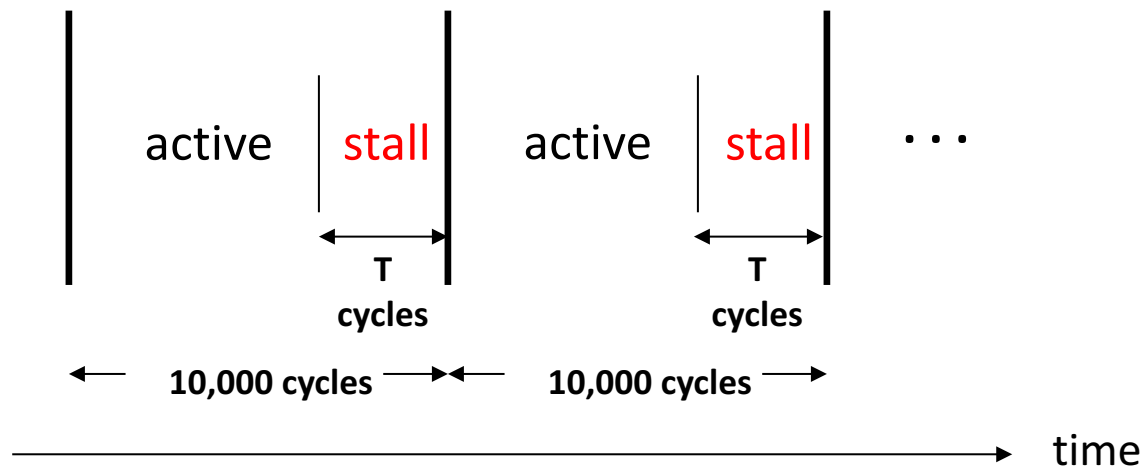 active stall active stall ...
T T
cycles cycles
10,000 cycles 10,000 cycles
time